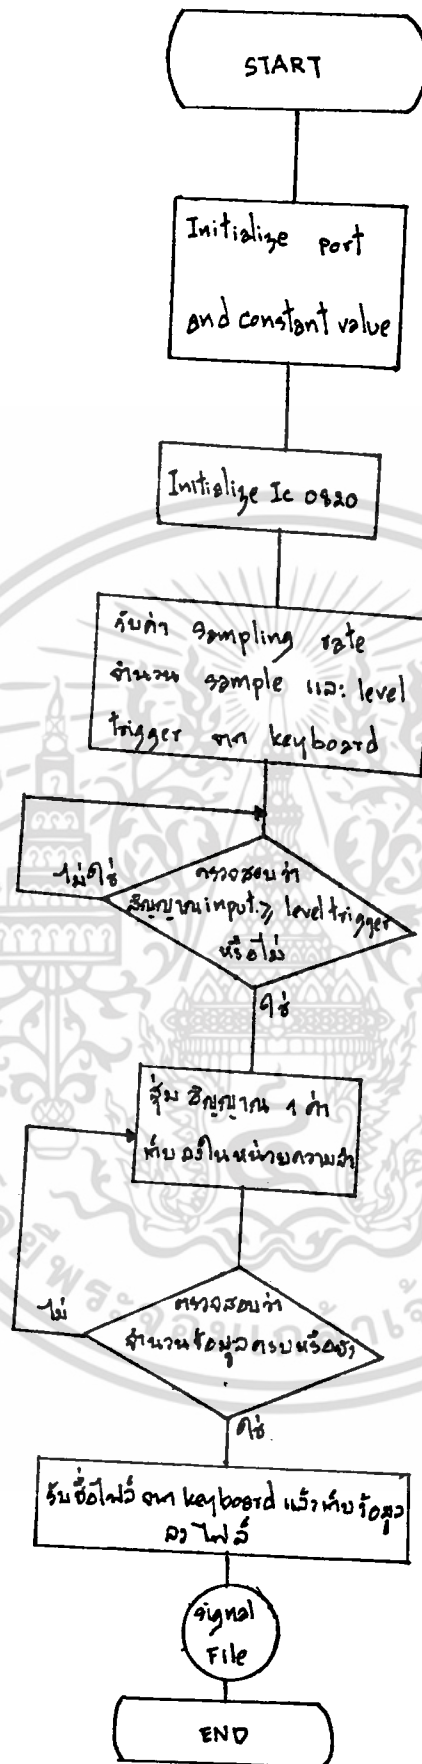 START
Initialize port
and constant value
Initialize Ic 0820
รับค่า sampling rate
จำนวน sample และ level
trigger จาก keyboard
ไม่ใช่
ตรวจสอบว่า
สัญญาณ input ≥ level trigger
หรือไม่
ใช่
สุ่มสัญญาณ 1 ค่า
เก็บลงในหน่วยความจำ
ไม่
ตรวจสอบว่า
จำนวนข้อมูลครบหรือยัง
ใช่
รับชื่อไฟล์ จาก keyboard แล้วเก็บข้อมูล
ลงไฟล์
signal
File
END